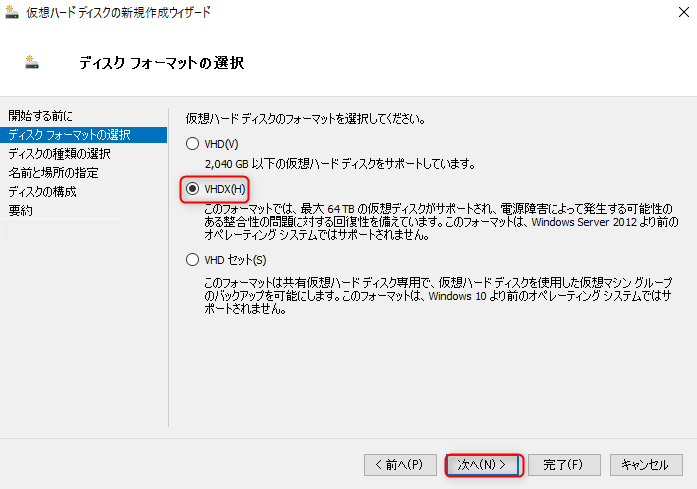 仮想ハード ディスクの新規作成ウィザード
ディスク フォーマットの選択
開始する前に
ディスク フォーマットの選択
ディスクの種類の選択
名前と場所の指定
ディスクの構成
要約
仮想ハード ディスクのフォーマットを選択してください。
VHD(V)
2,040 GB 以下の仮想ハード ディスクをサポートしています。
VHDX(H)
このフォーマットでは、最大 64 TB の仮想ディスクがサポートされ、電源障害によって発生する可能性の
ある整合性の問題に対する回復性を備えています。このフォーマットは、Windows Server 2012 より前の
オペレーティング システムではサポートされません。
VHD セット(S)
このフォーマットは共有仮想ハード ディスク専用で、仮想ハード ディスクを使用した仮想マシン グループ
のバックアップを可能にします。このフォーマットは、Windows 10 より前のオペレーティング システムではサ
ポートされません。
< 前へ(P)
次へ(N) >
完了(F)
キャンセル